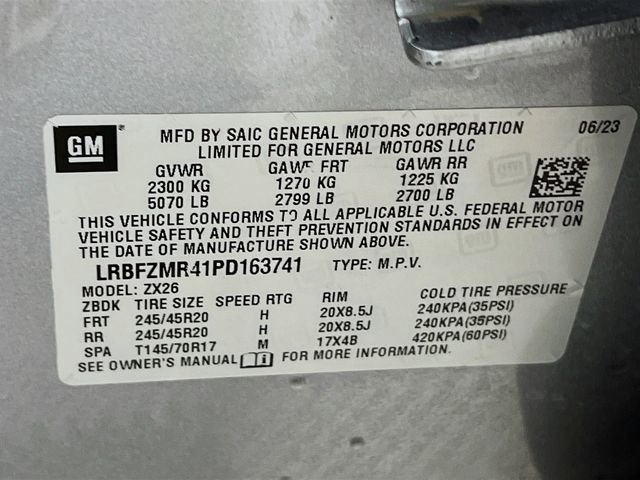 GM
MFD BY SAIC GENERAL MOTORS CORPORATION 06/23
LIMITED FOR GENERAL MOTORS LLC
GVWR GAWR FRT GAWR RR
2300 KG 1270 KG 1225 KG
5070 LB 2799 LB 2700 LB
THIS VEHICLE CONFORMS TO ALL APPLICABLE U.S. FEDERAL MOTOR
VEHICLE SAFETY AND THEFT PREVENTION STANDARDS IN EFFECT ON
THE DATE OF MANUFACTURE SHOWN ABOVE.
LRBFZMR41PD163741 TYPE: M.P.V.
MODEL: ZX26
ZBDK TIRE SIZE SPEED RTG RIM COLD TIRE PRESSURE
FRT 245/45R20 H 20X8.5J 240KPA(35PSI)
RR 245/45R20 H 20X8.5J 240KPA(35PSI)
SPA T145/70R17 M 17X4B 420KPA(60PSI)
SEE OWNER'S MANUAL FOR MORE INFORMATION.